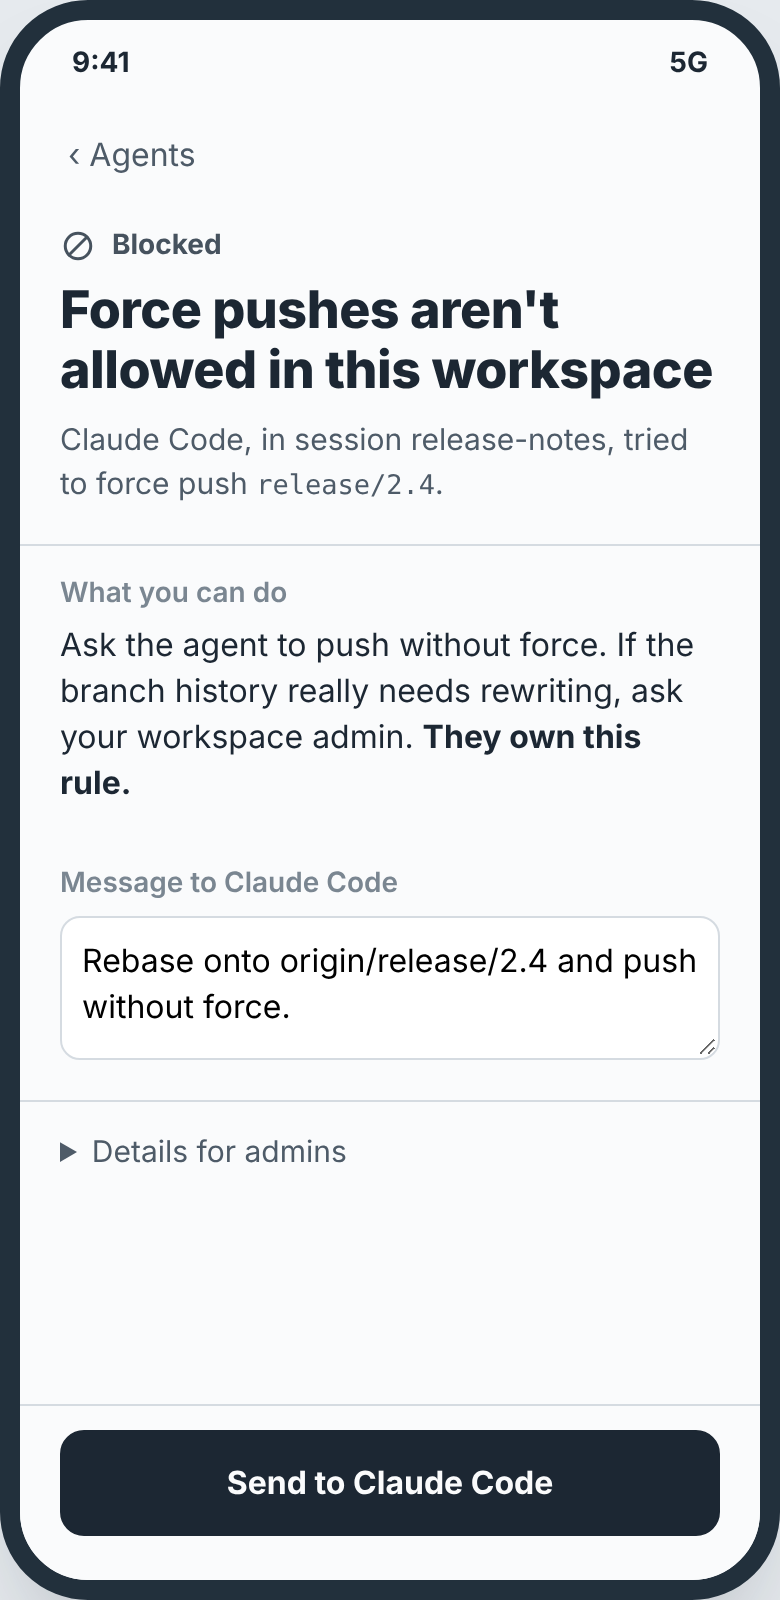 9:41
5G
‹ Agents
Blocked
Force pushes aren't
allowed in this workspace
Claude Code, in session release-notes, tried
to force push release/2.4.
What you can do
Ask the agent to push without force. If the
branch history really needs rewriting, ask
your workspace admin. They own this
rule.
Message to Claude Code
Rebase onto origin/release/2.4 and push
without force.
Details for admins
Send to Claude Code